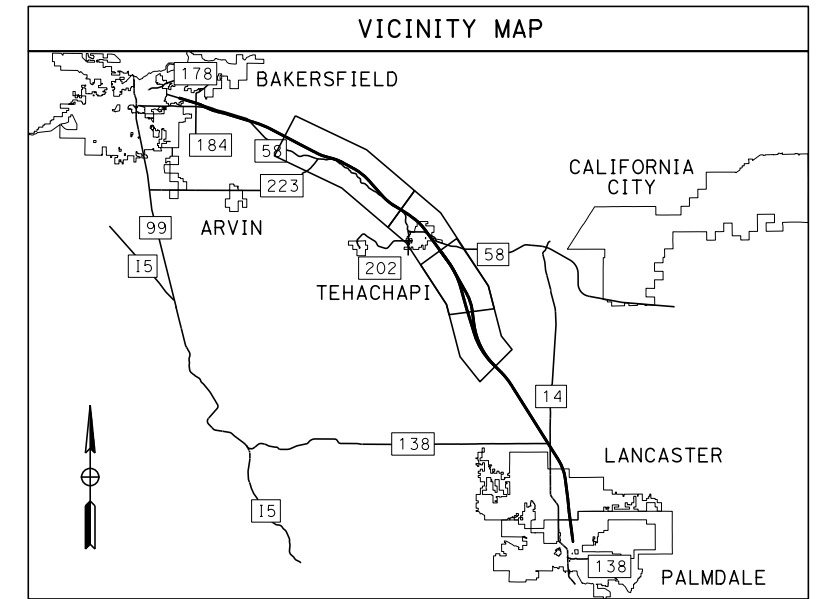 VICINITY MAP
178
BAKERSFIELD
184
58
CALIFORNIA
CITY
223
ARVIN
99
58
I5
202
TEHACHAPI
14
138
LANCASTER
I5
138
PALMDALE